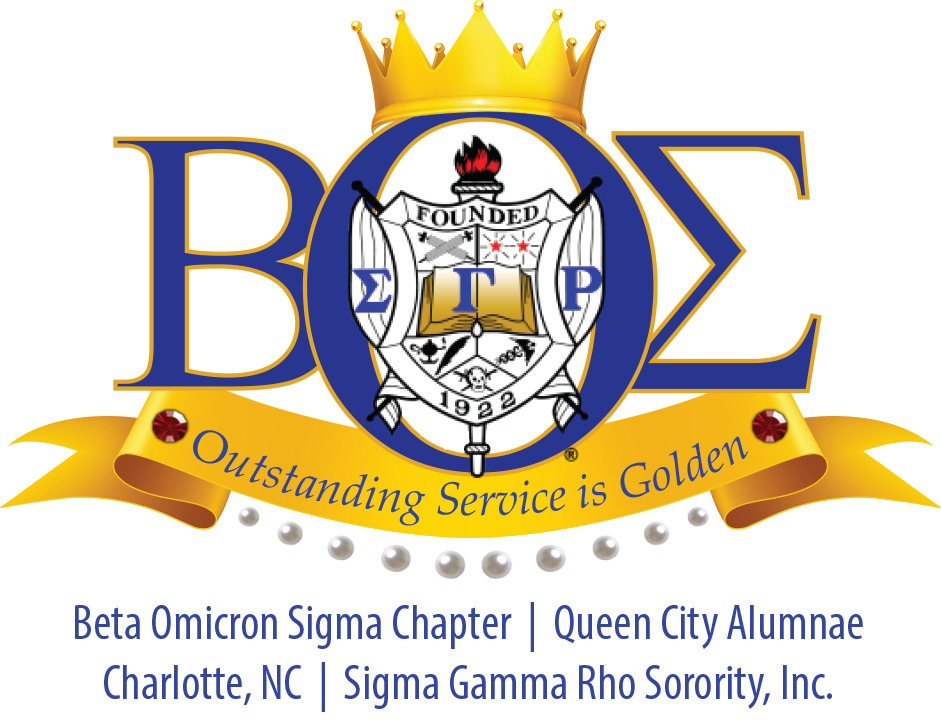 ΒΟΣ
FOUNDED
Σ Γ Ρ
1922
®
Outstanding Service is Golden
Beta Omicron Sigma Chapter | Queen City Alumnae
Charlotte, NC | Sigma Gamma Rho Sorority, Inc.